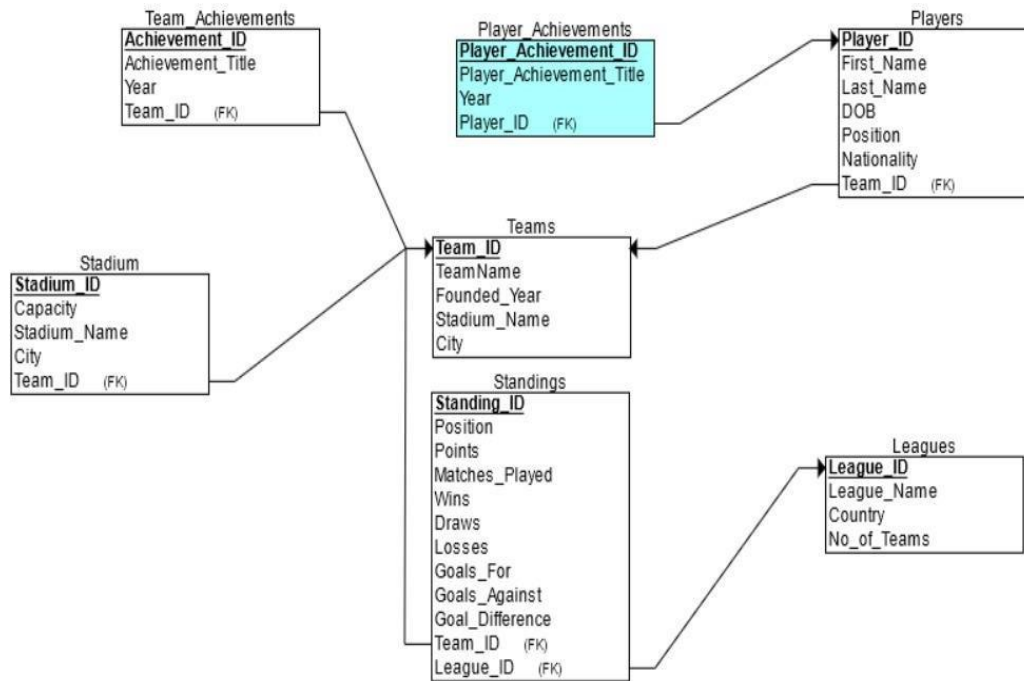 Team_Achievements
Achievement_ID
Achievement_Title
Year
Team_ID (FK)
Player_Achievements
Player_Achievement_ID
Player_Achievement_Title
Year
Player_ID (FK)
Players
Player_ID
First_Name
Last_Name
DOB
Position
Nationality
Team_ID (FK)
Stadium
Stadium_ID
Capacity
Stadium_Name
City
Team_ID (FK)
Teams
Team_ID
TeamName
Founded_Year
Stadium_Name
City
Standings
Standing_ID
Position
Points
Matches_Played
Wins
Draws
Losses
Goals_For
Goals_Against
Goal_Difference
Team_ID (FK)
League_ID (FK)
Leagues
League_ID
League_Name
Country
No_of_Teams